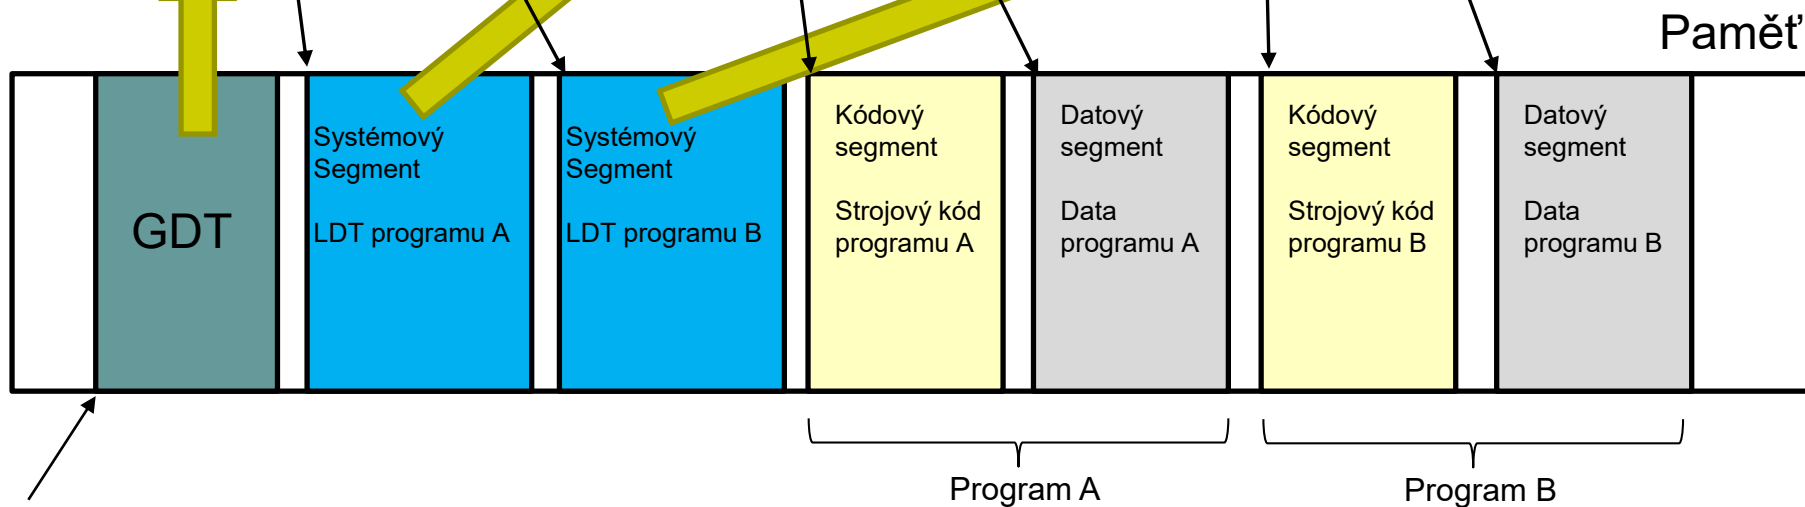 Paměť
GDT
Systémový
Segment
LDT programu A
Systémový
Segment
LDT programu B
Kódový
segment
Strojový kód
programu A
Datový
segment
Data
programu A
Kódový
segment
Strojový kód
programu B
Datový
segment
Data
programu B
Program A
Program B